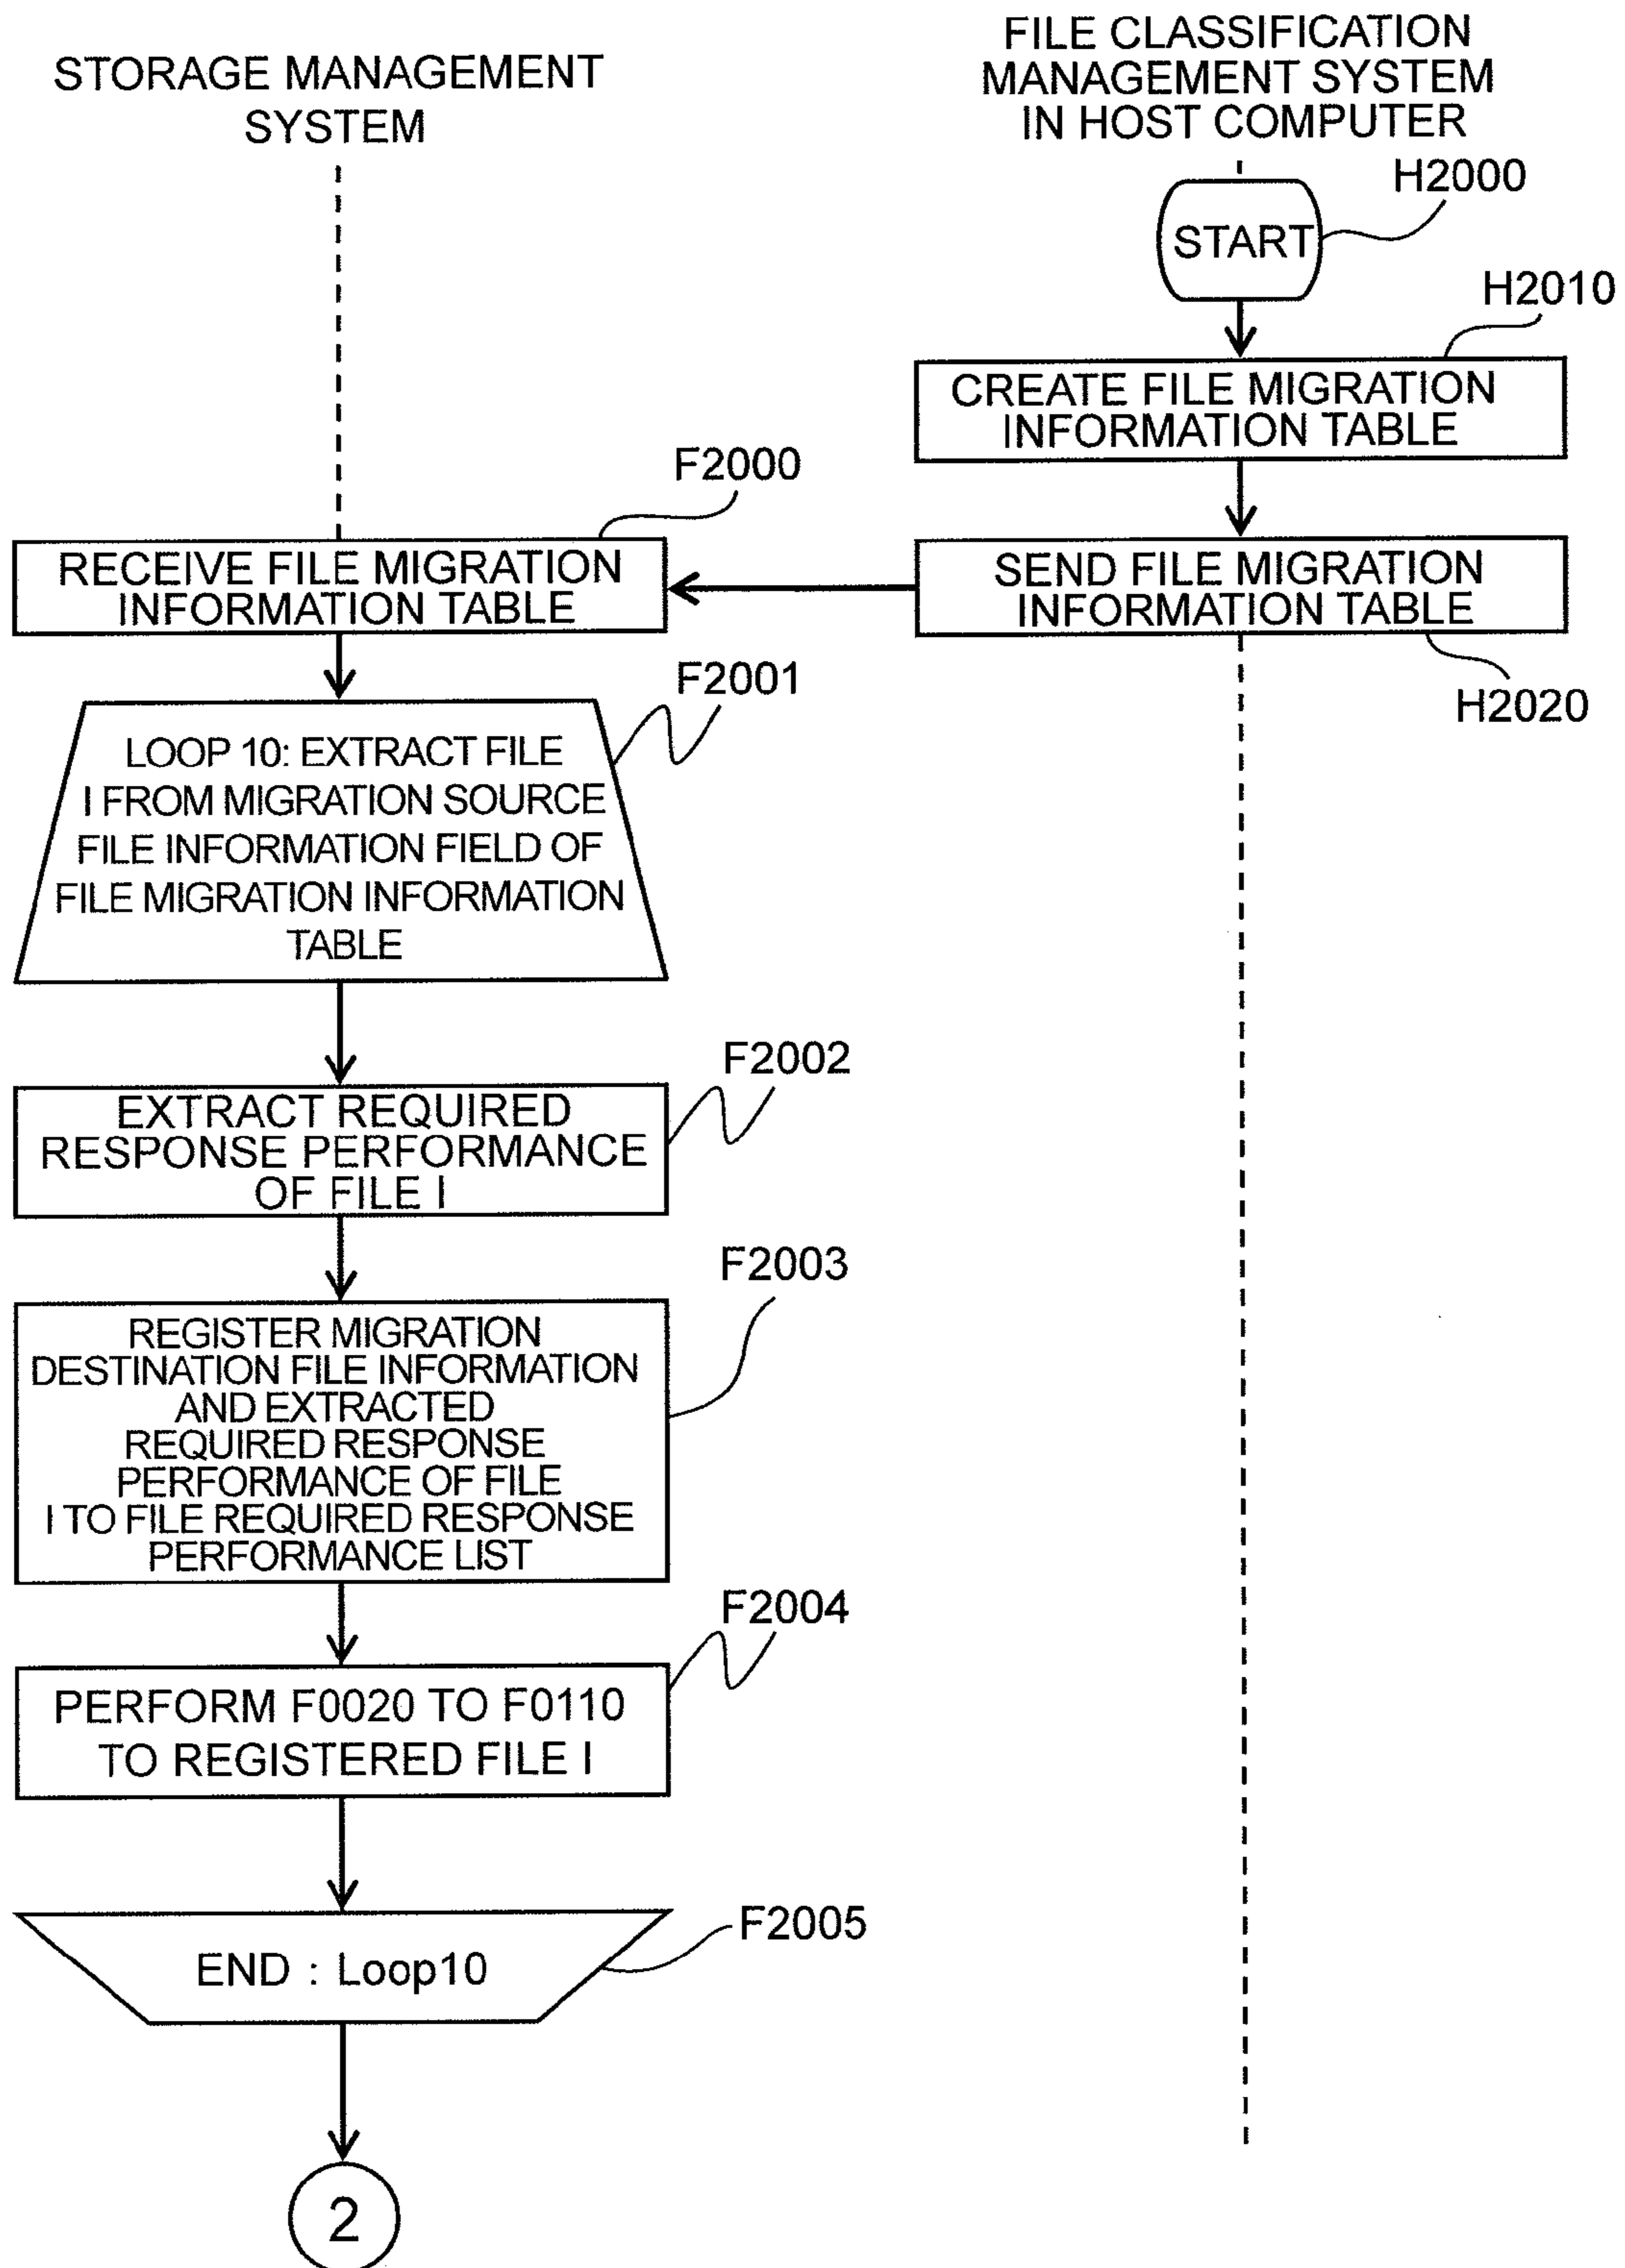 STORAGE MANAGEMENT
SYSTEM
FILE CLASSIFICATION
MANAGEMENT SYSTEM
IN HOST COMPUTER
H2000
START
H2010
CREATE FILE MIGRATION
INFORMATION TABLE
F2000
RECEIVE FILE MIGRATION
INFORMATION TABLE
SEND FILE MIGRATION
INFORMATION TABLE
H2020
F2001
LOOP 10: EXTRACT FILE
I FROM MIGRATION SOURCE
FILE INFORMATION FIELD OF
FILE MIGRATION INFORMATION
TABLE
F2002
EXTRACT REQUIRED
RESPONSE PERFORMANCE
OF FILE I
F2003
REGISTER MIGRATION
DESTINATION FILE INFORMATION
AND EXTRACTED
REQUIRED RESPONSE
PERFORMANCE OF FILE
I TO FILE REQUIRED RESPONSE
PERFORMANCE LIST
F2004
PERFORM F0020 TO F0110
TO REGISTERED FILE I
F2005
END : Loop10
2